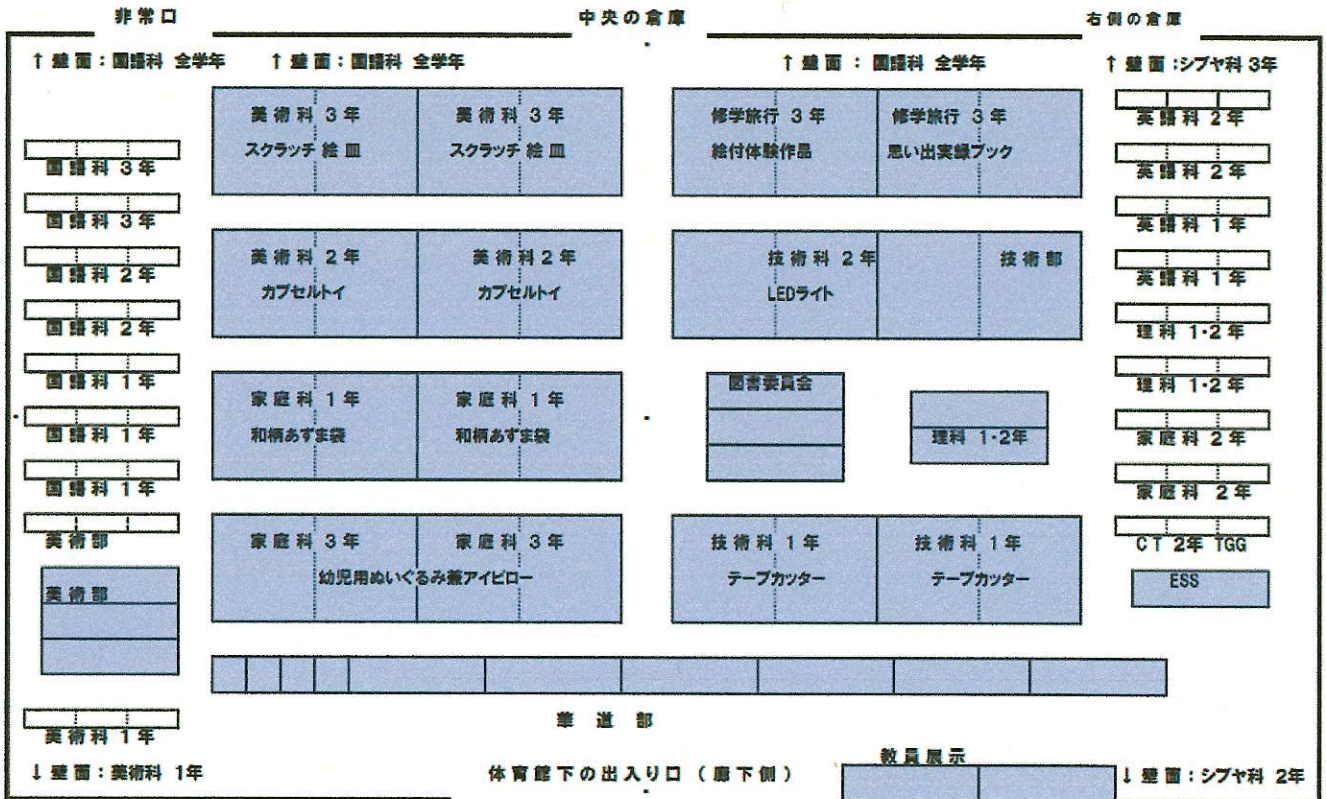 非常口
中央の倉庫
右側の倉庫
↑ 壁面：国語科 全学年
↑ 壁面：国語科 全学年
↑ 壁面：国語科 全学年
↑ 壁面：シブヤ科 3年
国語科 3年
国語科 3年
国語科 2年
国語科 2年
国語科 1年
国語科 1年
国語科 1年
美術部
美術部
美術科 1年
↓ 壁面：美術科 1年
美術科 3年
スクラッチ 絵皿
美術科 3年
スクラッチ 絵皿
美術科 2年
カプセルトイ
美術科2年
カプセルトイ
家庭科 1年
和柄あずま袋
家庭科 1年
和柄あずま袋
家庭科 3年
家庭科 3年
幼児用ぬいぐるみ兼アイピロー
修学旅行 3年
絵付体験作品
修学旅行 3年
思い出実録ブック
技術科 2年
LEDライト
技術部
図書委員会
理科 1・2年
技術科 1年
テープカッター
技術科 1年
テープカッター
英語科 2年
英語科 2年
英語科 1年
英語科 1年
理科 1・2年
理科 1・2年
家庭科 2年
家庭科 2年
CT 2年 TGG
ESS
華道部
教員展示
体育館下の出入り口（廊下側）
↓ 壁面：シブヤ科 2年